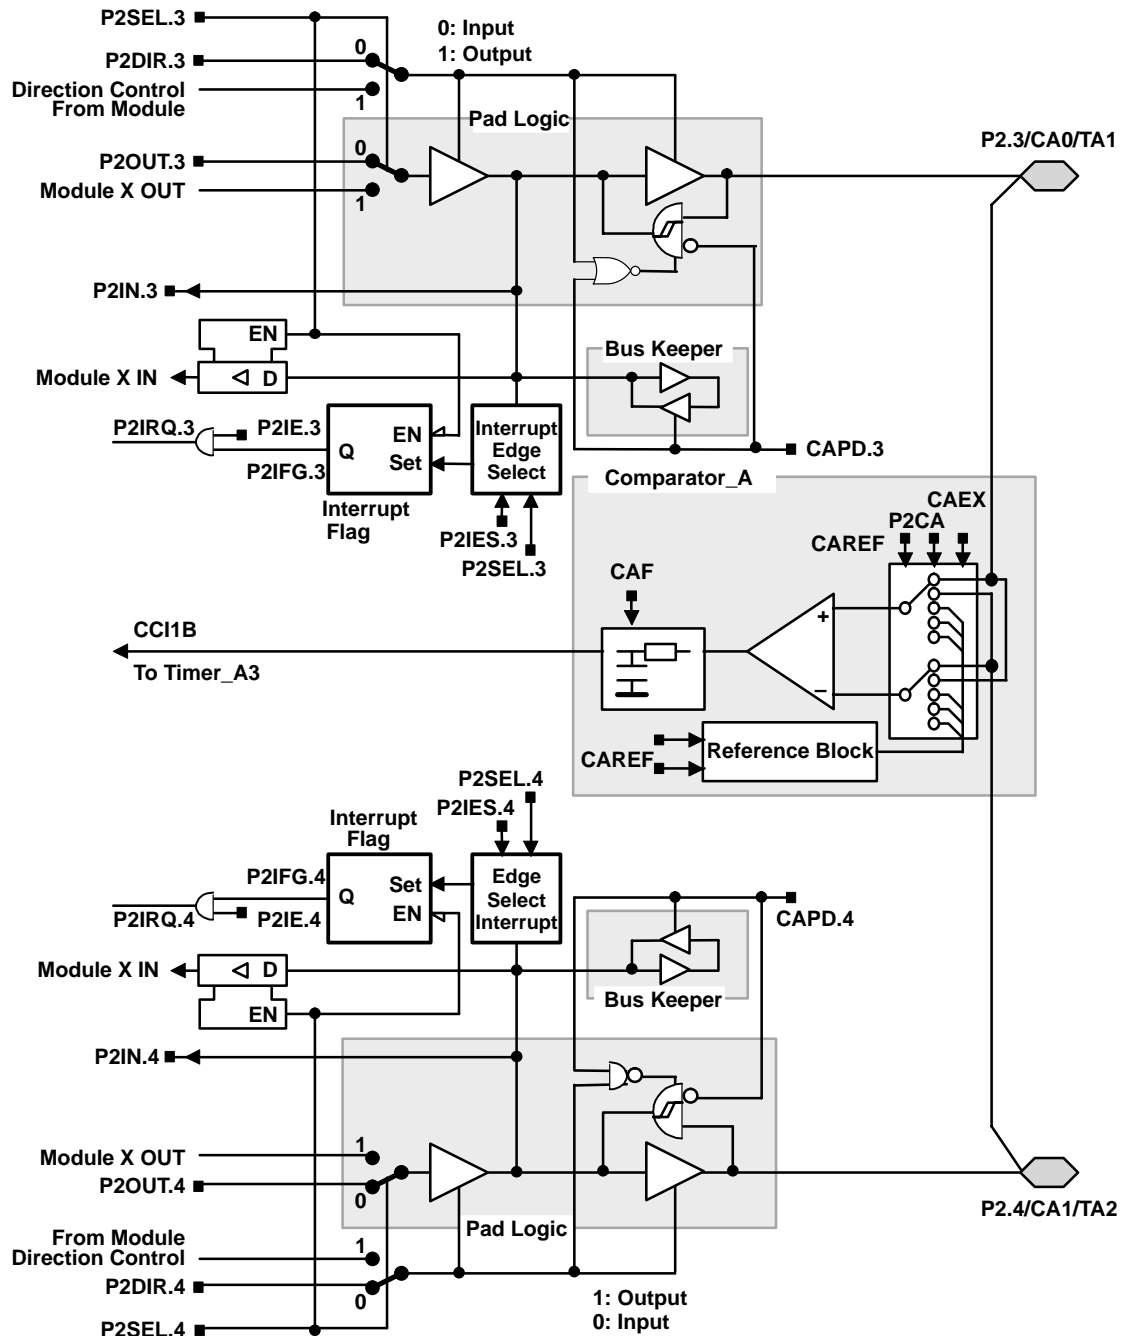 P2SEL.3
0: Input
1: Output
P2DIR.3
0
Direction Control
From Module
1
Pad Logic
P2.3/CA0/TA1
P2OUT.3
0
Module X OUT
1
P2IN.3
EN
Bus Keeper
Module X IN
D
P2IRQ.3
P2IE.3
P2IFG.3
Q
EN
Set
Interrupt
Edge
Select
CAPD.3
Interrupt
Flag
P2IES.3
P2SEL.3
Comparator_A
CAEX
P2CA
CAREF
CAF
CCI1B
To Timer_A3
+
−
Reference Block
CAREF
P2SEL.4
P2IES.4
Interrupt
Flag
P2IFG.4
P2IRQ.4
P2IE.4
Q
Set
EN
Edge
Select
Interrupt
CAPD.4
Module X IN
D
EN
Bus Keeper
P2IN.4
Module X OUT
1
P2OUT.4
0
P2.4/CA1/TA2
Pad Logic
From Module
Direction Control
1
P2DIR.4
0
1: Output
0: Input
P2SEL.4